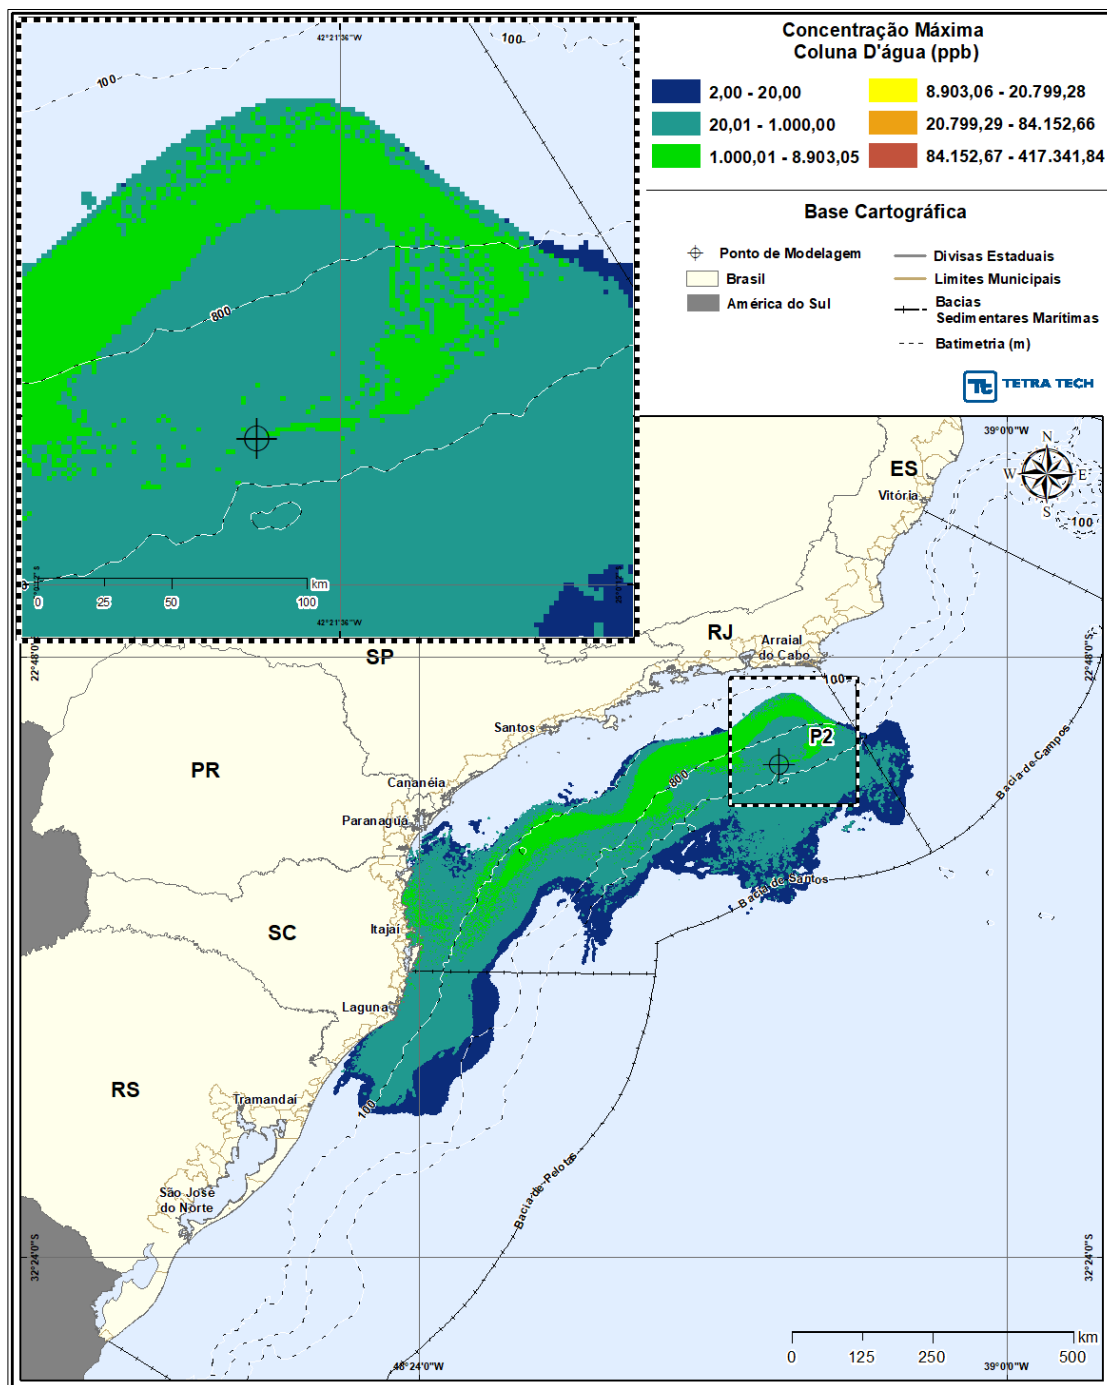 Concentração Máxima
Coluna D'água (ppb)
2,00 - 20,00
8.903,06 - 20.799,28
20,01 - 1.000,00
20.799,29 - 84.152,66
1.000,01 - 8.903,05
84.152,67 - 417.341,84
Base Cartográfica
Ponto de Modelagem
Divisas Estaduais
Brasil
Limites Municipais
América do Sul
Bacias
Sedimentares Marítimas
Batimetria (m)
Tt TETRA TECH
42°21'36"W
100
100
800
km
0 25 50 100
42°21'36"W
39°0'0"W
N
W E
S
ES
Vitória
100
RJ
Arraial
do Cabo
SP
22°48'0"S
22°48'0"S
100
Santos
P2
PR
800
Cananéia
Paranaguá
Bacia de Campos
Bacia de Santos
SC
Itajaí
Laguna
RS
100
Tramandaí
Bacia de Pelotas
São José
do Norte
32°24'0"S
32°24'0"S
km
0 125 250 500
48°24'0"W
39°0'0"W